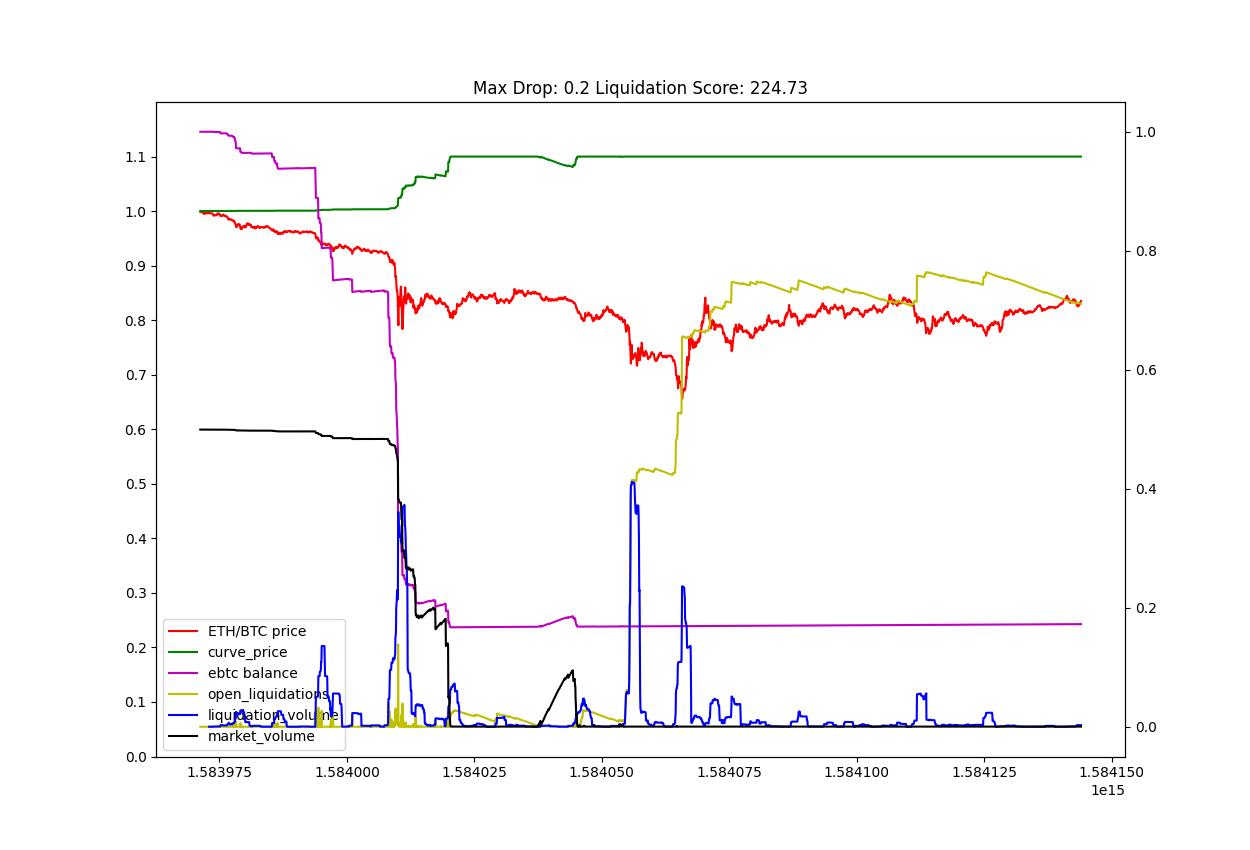 Max Drop: 0.2 Liquidation Score: 224.73
1.1
1.0
0.9
0.8
0.7
0.6
0.5
0.4
0.3
0.2
0.1
0.0
1.0
0.8
0.6
0.4
0.2
0.0
ETH/BTC price
curve_price
ebtc balance
open_liquidations
liquidation_volume
market_volume
1.583975 1.584000 1.584025 1.584050 1.584075 1.584100 1.584125 1.584150
1e15